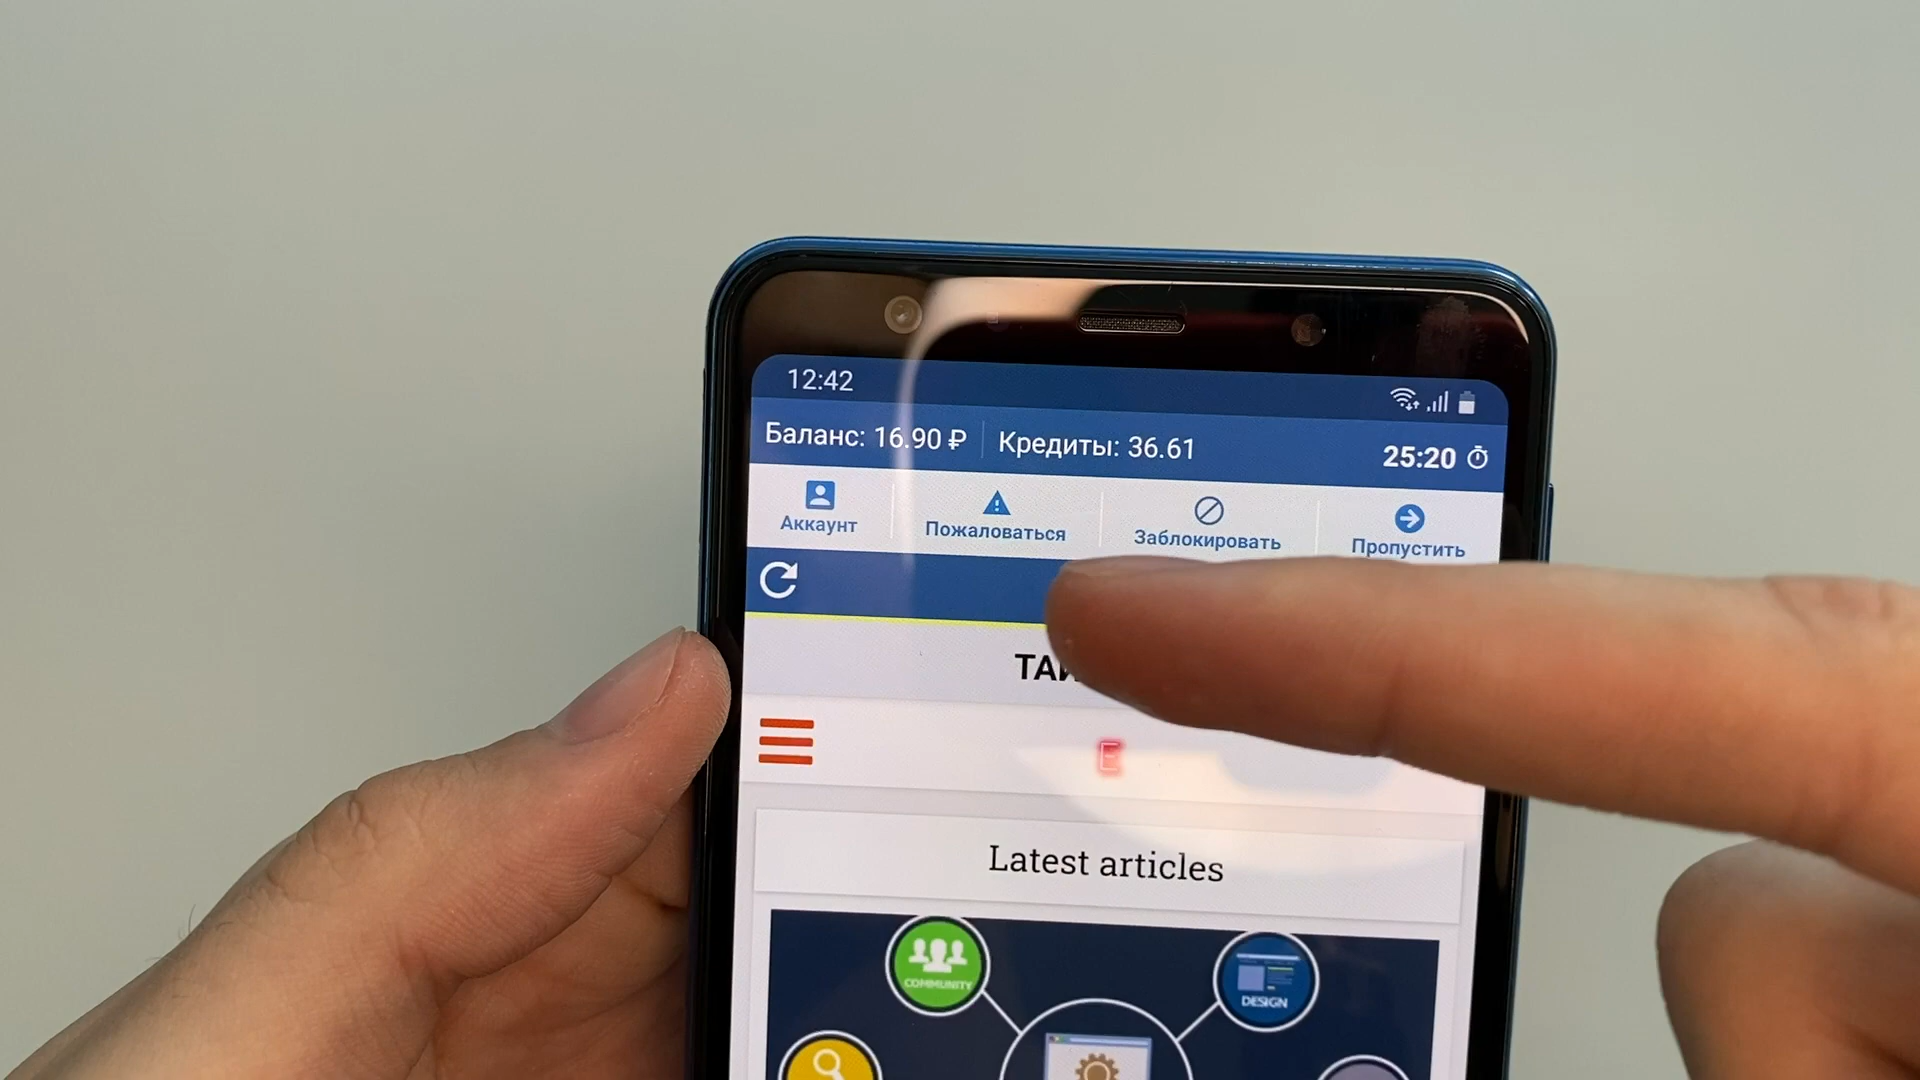 12:42
Баланс: 16.90 ₽ Кредиты: 36.61 25:20
Аккаунт Пожаловаться Заблокировать Пропустить
E
Latest articles
COMMUNITY DESIGN